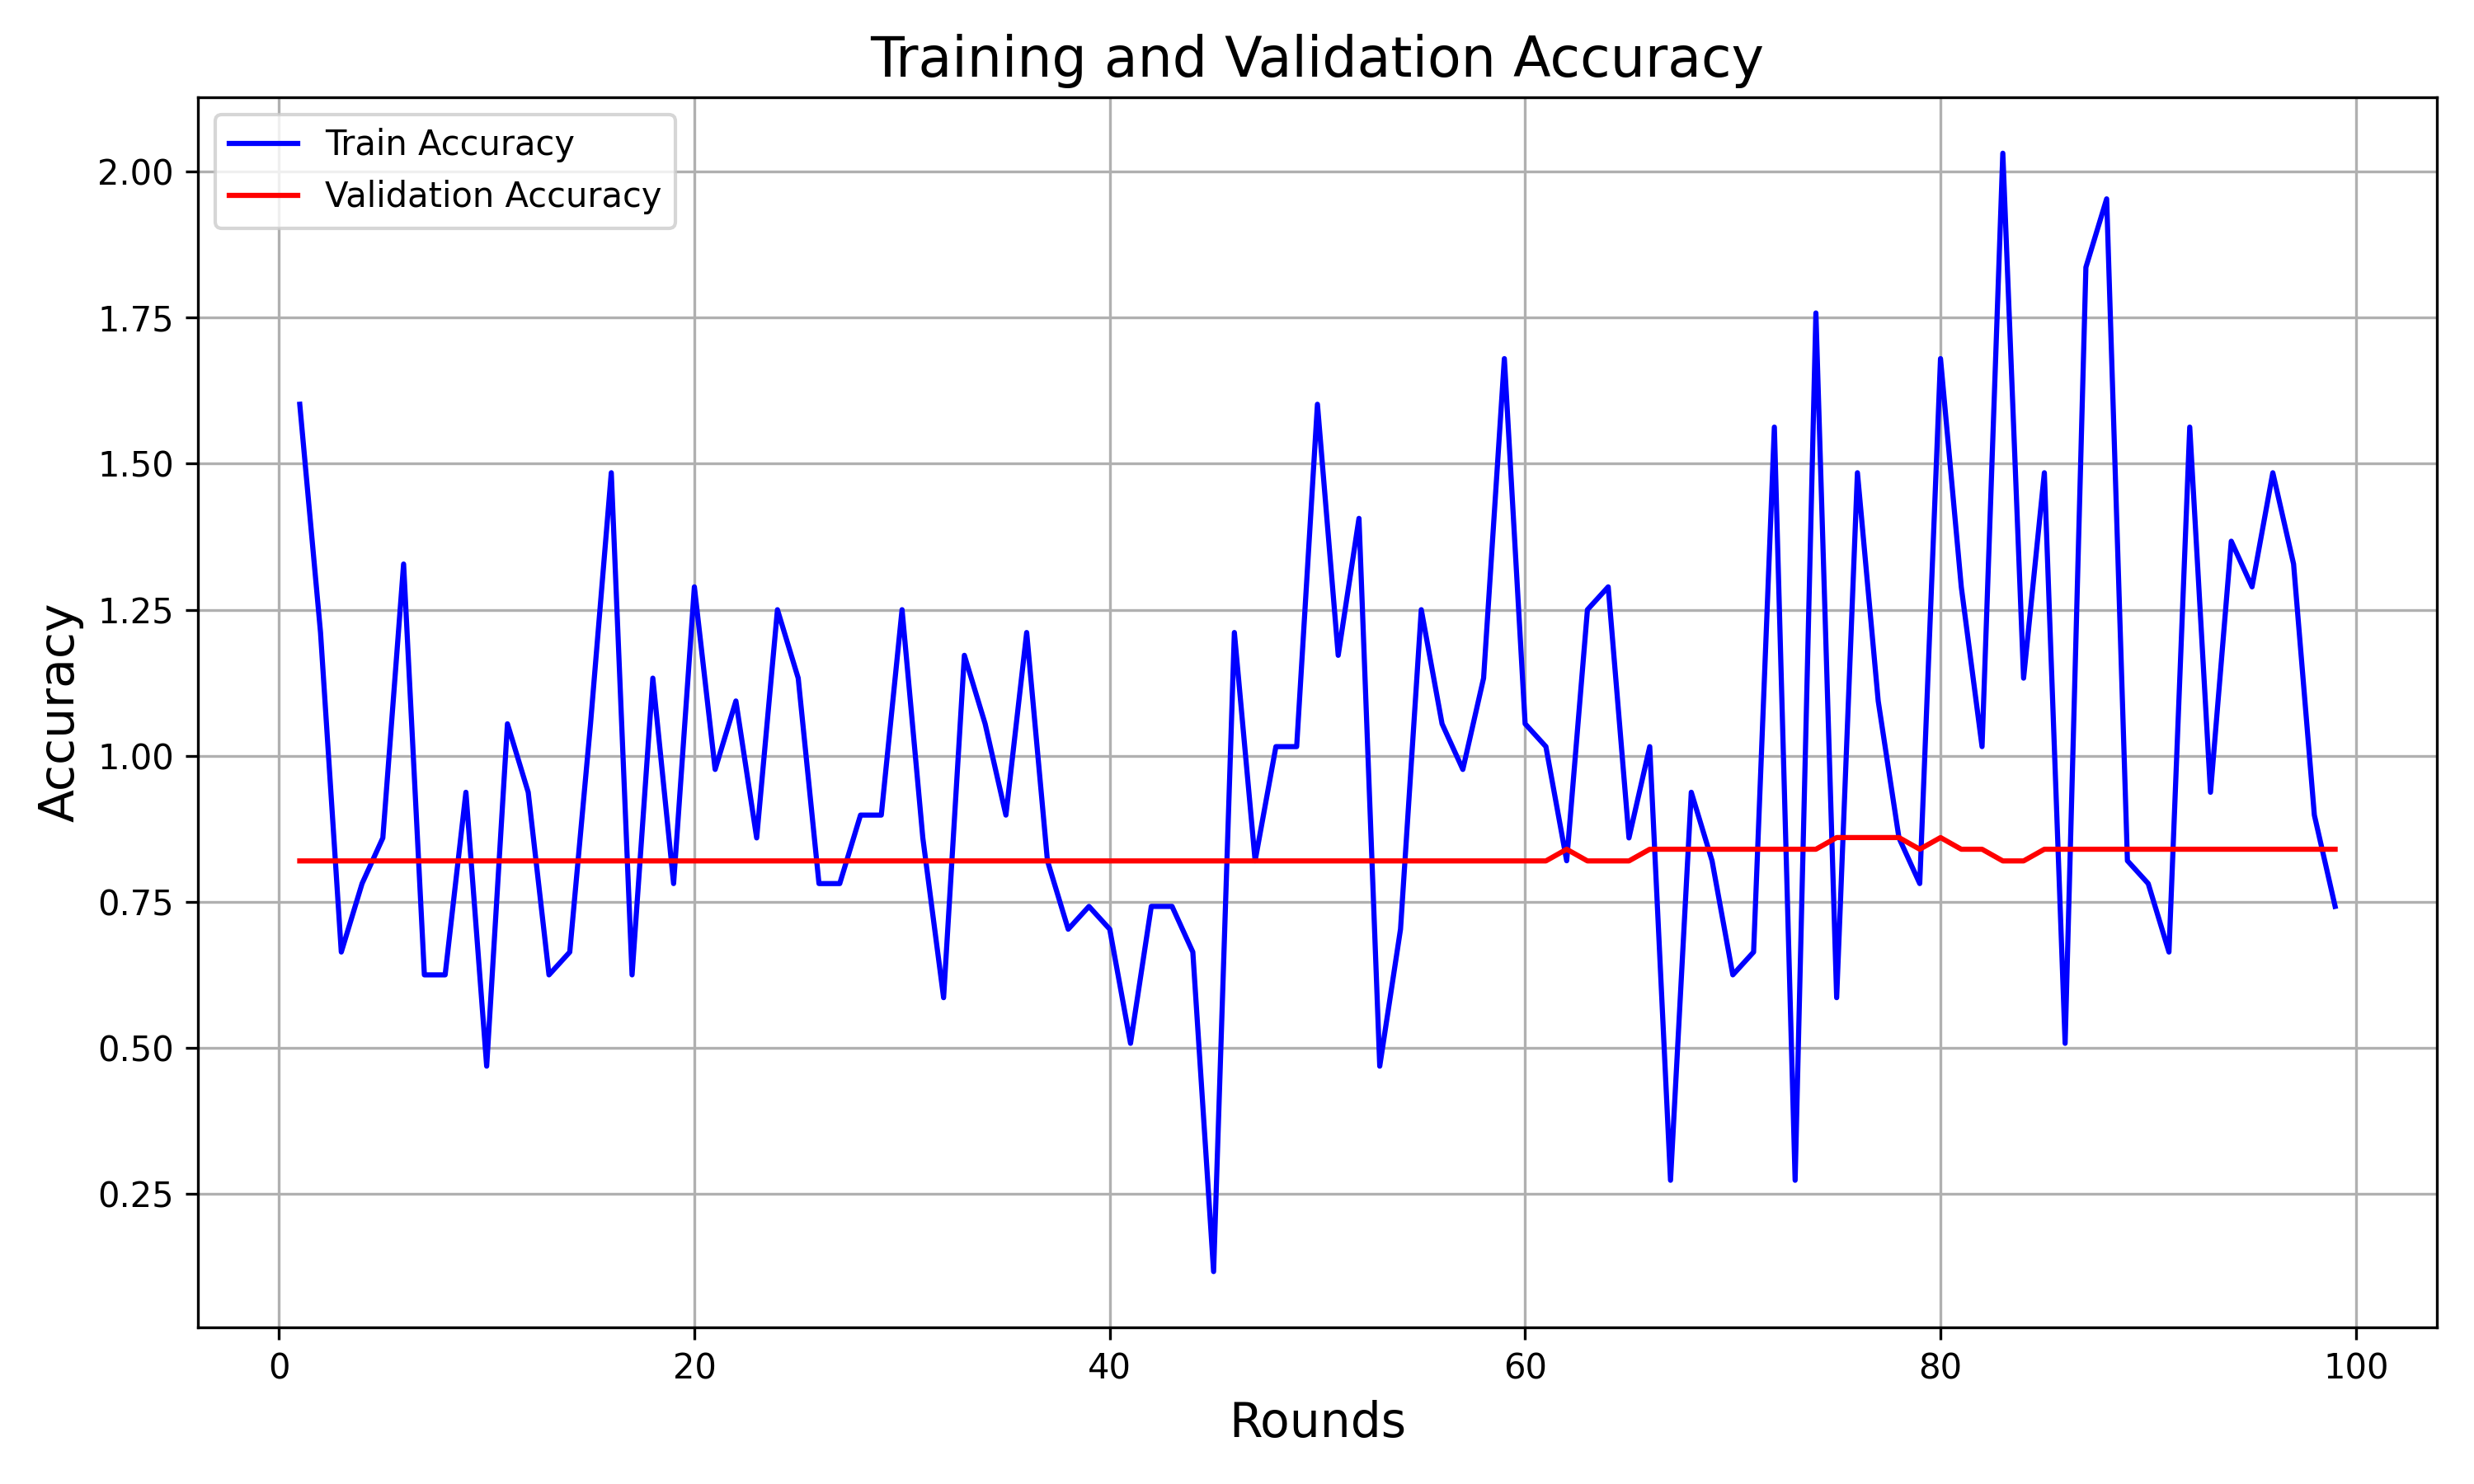 Training and Validation Accuracy
Train Accuracy
Validation Accuracy
2.00
1.75
1.50
1.25
1.00
0.75
0.50
0.25
Accuracy
0 20 40 60 80 100
Rounds